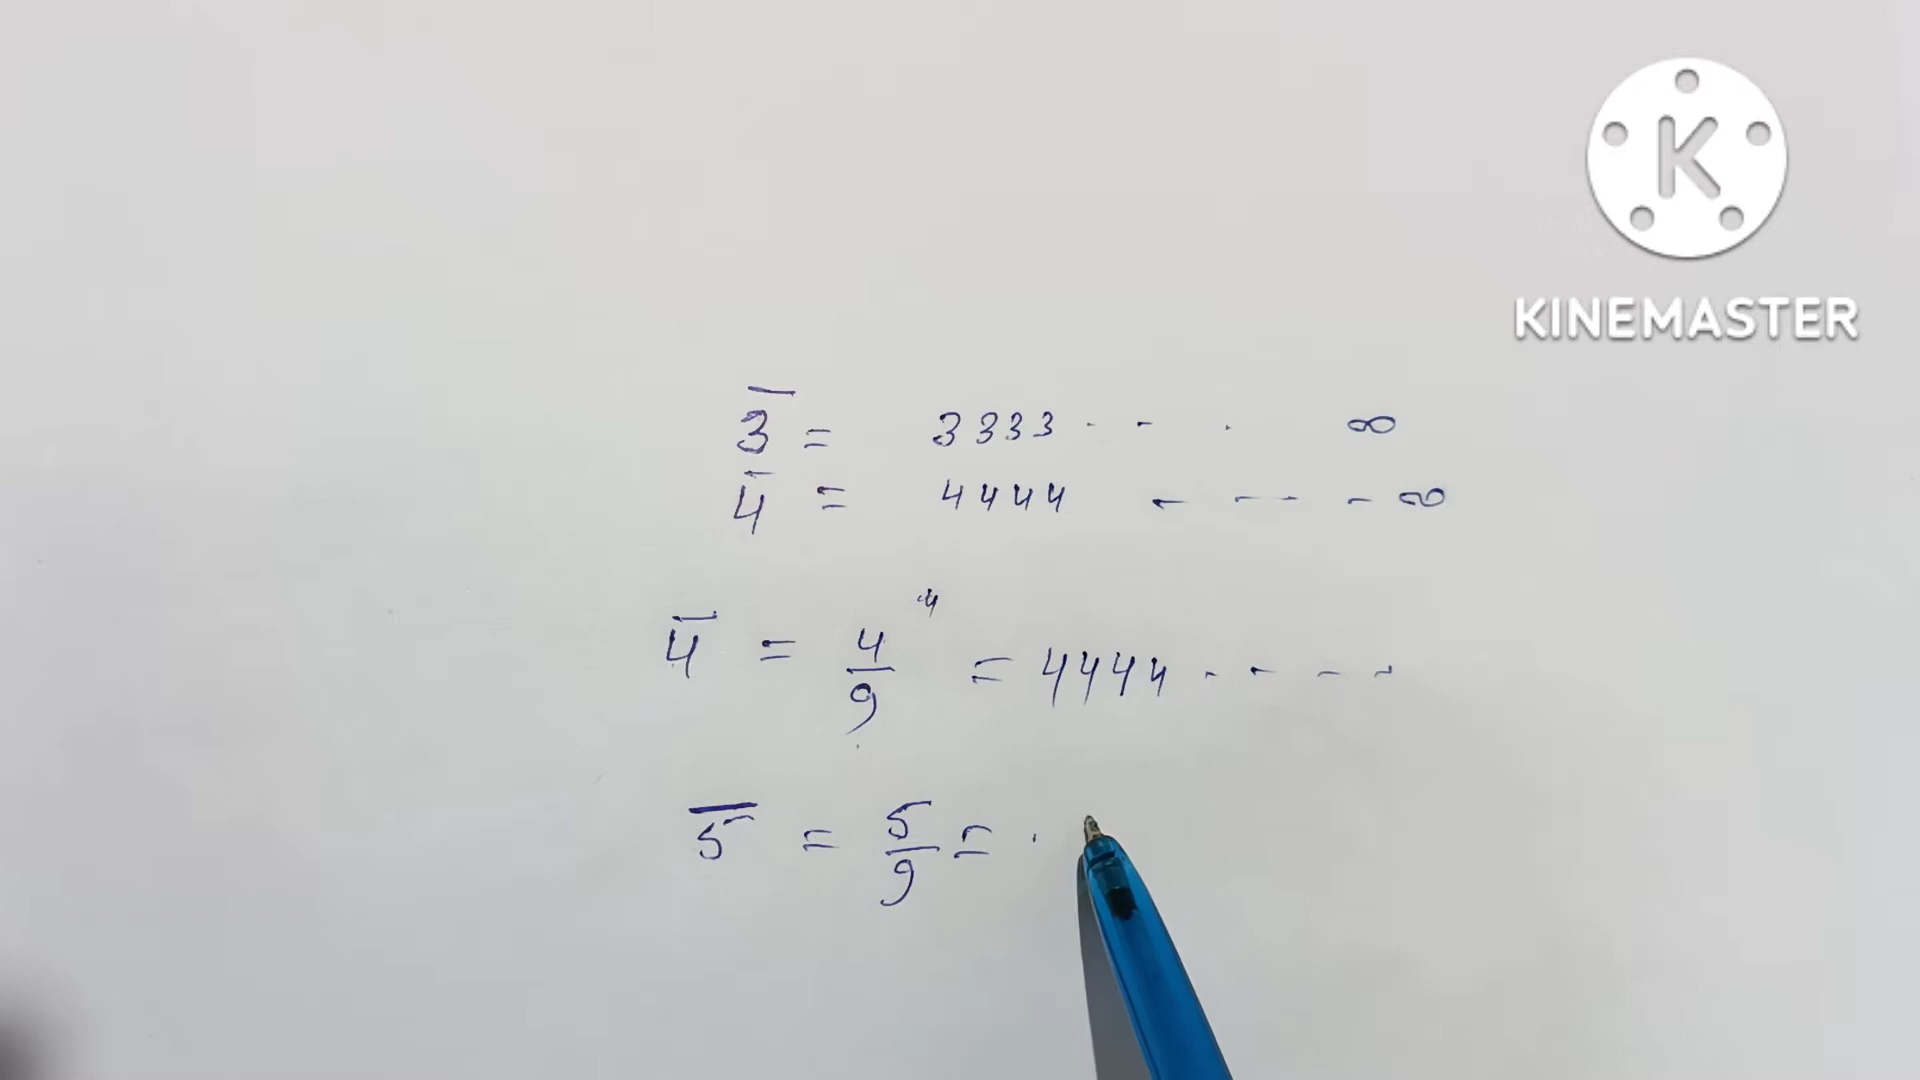 KINEMASTER
3̅ = 3333 - - . ∞
4̅ = 4444 - - - - ∞
4̅ = 4/9 = 4444 - - - -
5̅ = 5/9 = .